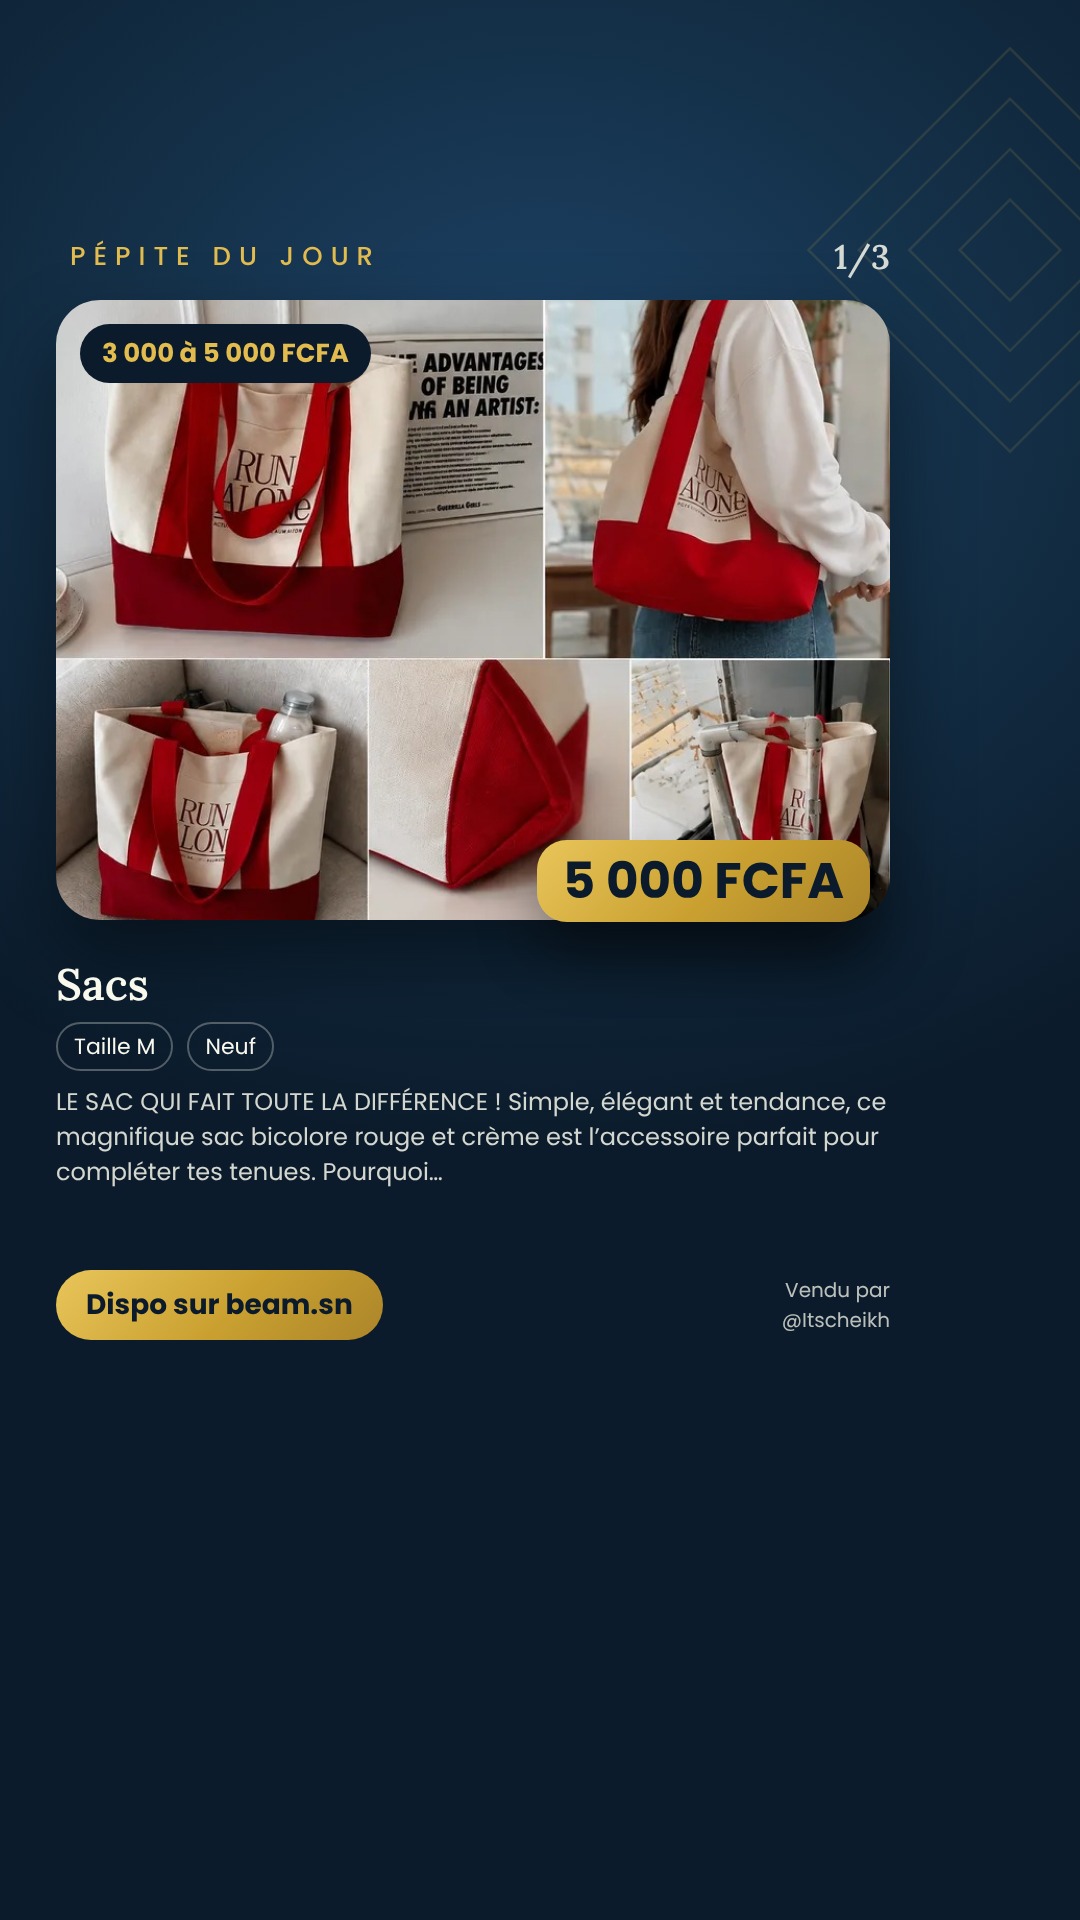 PÉPITE DU JOUR
1/3
3 000 à 5 000 FCFA
ADVANTAGES
OF BEING
AN ARTIST:
GUERRILLA GIRLS
RUN
ALONE
RUN
ALONE
RUN
LON
5 000 FCFA
Sacs
Taille M
Neuf
LE SAC QUI FAIT TOUTE LA DIFFÉRENCE ! Simple, élégant et tendance, ce
magnifique sac bicolore rouge et crème est l’accessoire parfait pour
compléter tes tenues. Pourquoi…
Dispo sur beam.sn
Vendu par
@Itscheikh